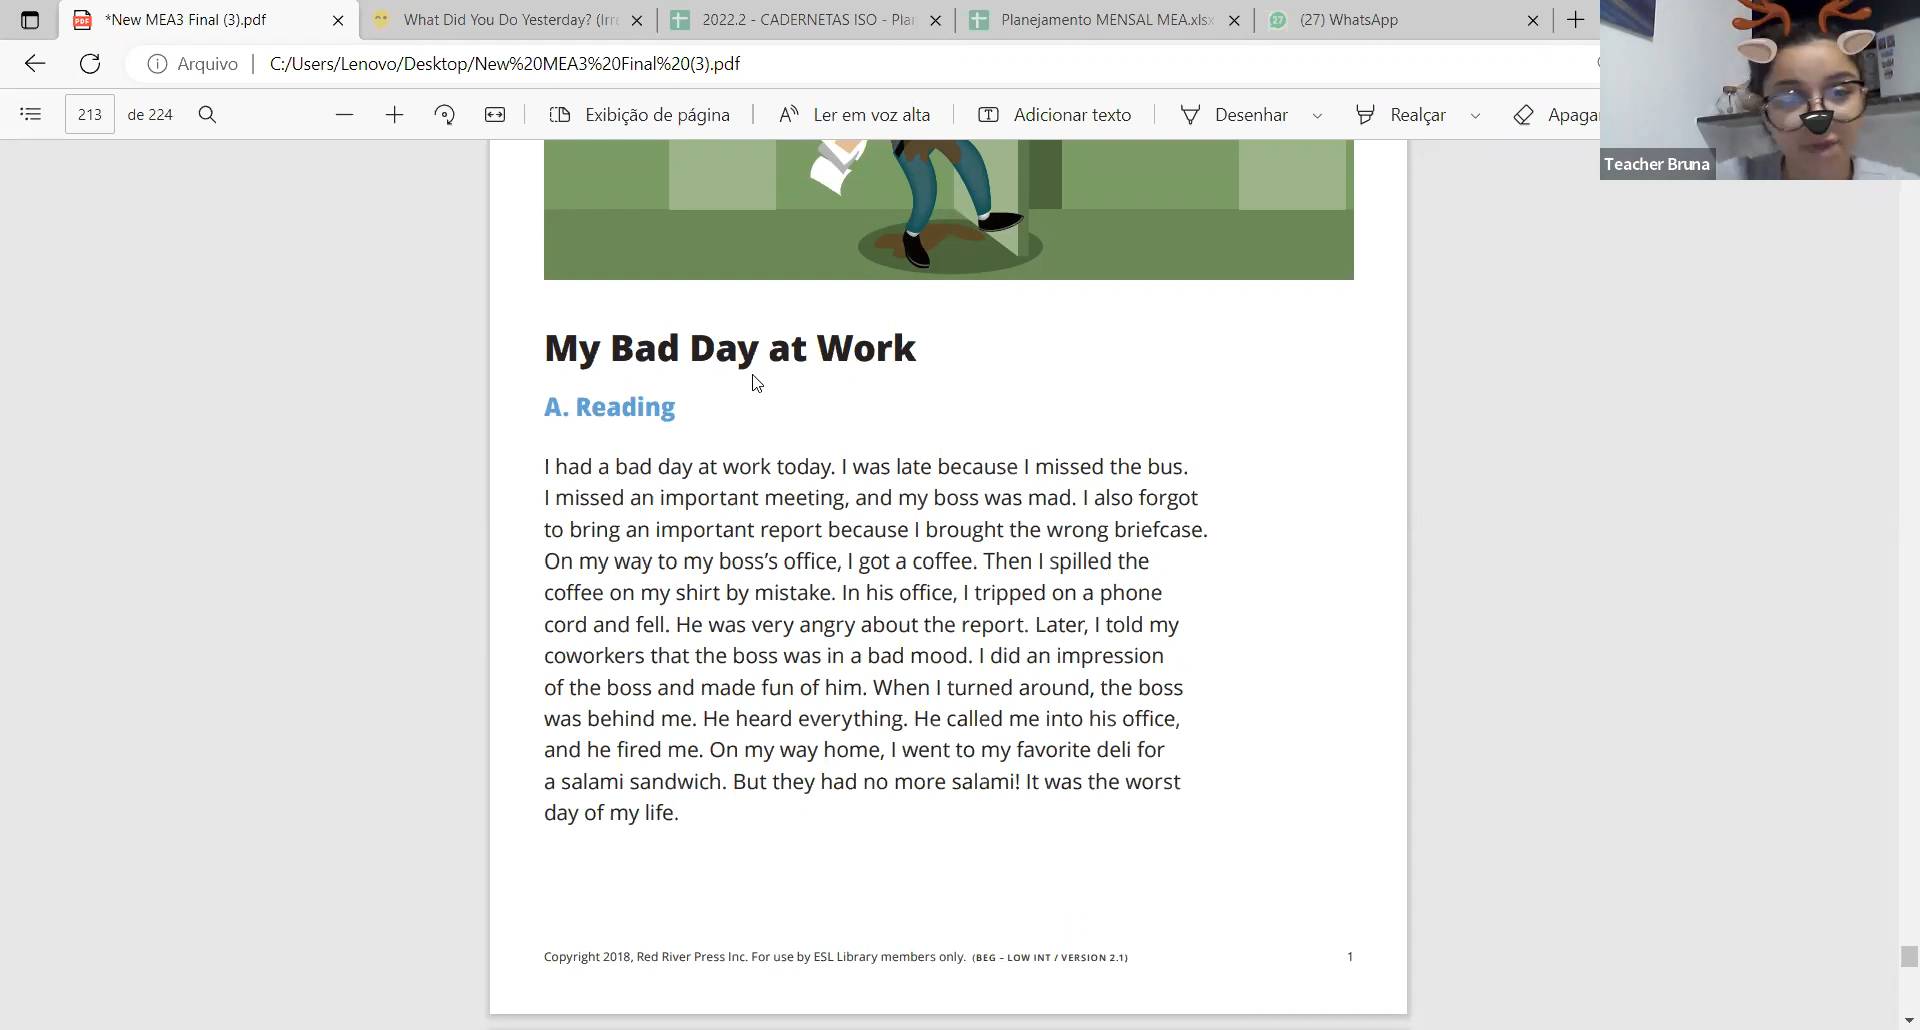 *New MEA3 Final (3).pdf
What Did You Do Yesterday? (Irre
2022.2 - CADERNETAS ISO - Plan
Planejamento MENSAL MEA.xlsx
27
(27) WhatsApp
Arquivo
C:/Users/Lenovo/Desktop/New%20MEA3%20Final%20(3).pdf
213
de 224
Exibição de página
Ler em voz alta
Adicionar texto
Desenhar
Realçar
Apagar
Teacher Bruna
My Bad Day at Work
A. Reading
I had a bad day at work today. I was late because I missed the bus.
I missed an important meeting, and my boss was mad. I also forgot
to bring an important report because I brought the wrong briefcase.
On my way to my boss’s office, I got a coffee. Then I spilled the
coffee on my shirt by mistake. In his office, I tripped on a phone
cord and fell. He was very angry about the report. Later, I told my
coworkers that the boss was in a bad mood. I did an impression
of the boss and made fun of him. When I turned around, the boss
was behind me. He heard everything. He called me into his office,
and he fired me. On my way home, I went to my favorite deli for
a salami sandwich. But they had no more salami! It was the worst
day of my life.
Copyright 2018, Red River Press Inc. For use by ESL Library members only. (BEG – LOW INT / VERSION 2.1)
1